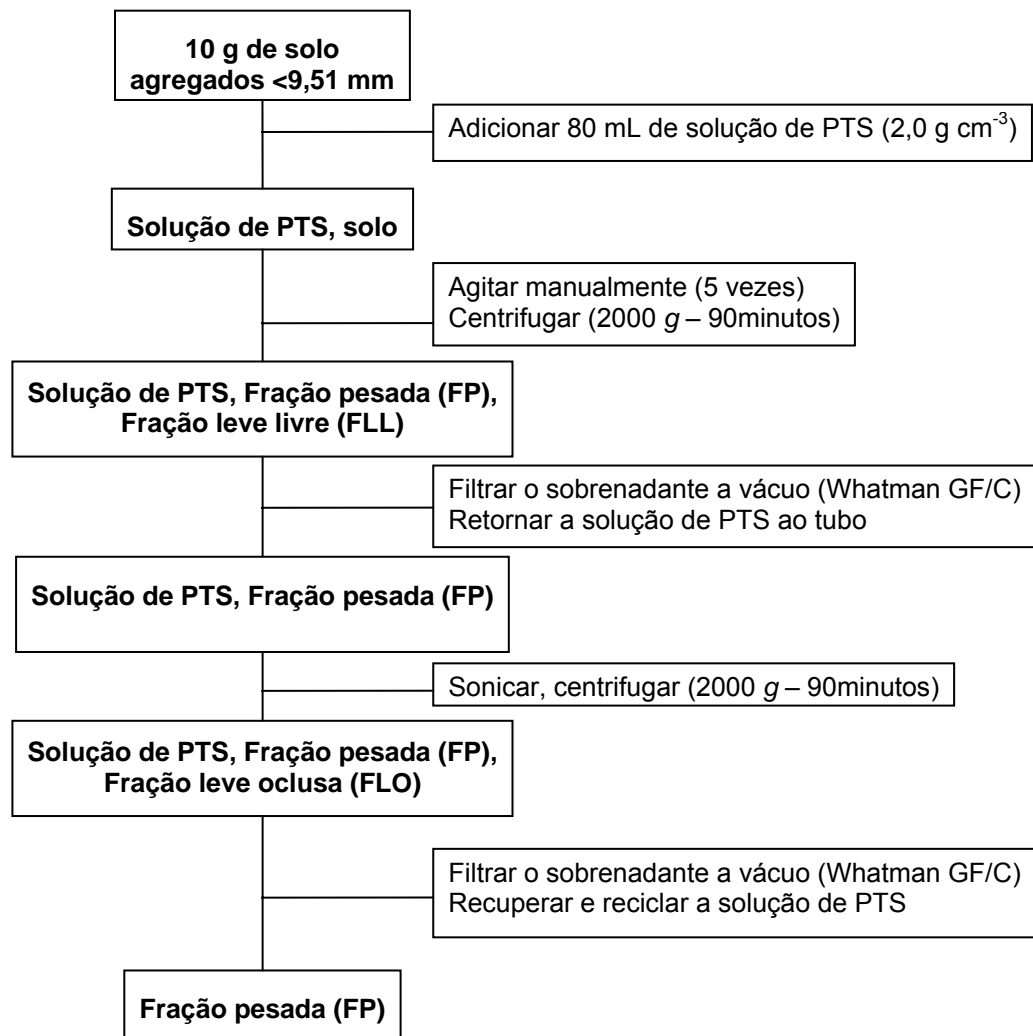 10 g de solo
agregados <9,51 mm
Adicionar 80 mL de solução de PTS (2,0 g cm⁻³)
Solução de PTS, solo
Agitar manualmente (5 vezes)
Centrifugar (2000 g – 90minutos)
Solução de PTS, Fração pesada (FP),
Fração leve livre (FLL)
Filtrar o sobrenadante a vácuo (Whatman GF/C)
Retornar a solução de PTS ao tubo
Solução de PTS, Fração pesada (FP)
Sonicar, centrifugar (2000 g – 90minutos)
Solução de PTS, Fração pesada (FP),
Fração leve oclusa (FLO)
Filtrar o sobrenadante a vácuo (Whatman GF/C)
Recuperar e reciclar a solução de PTS
Fração pesada (FP)